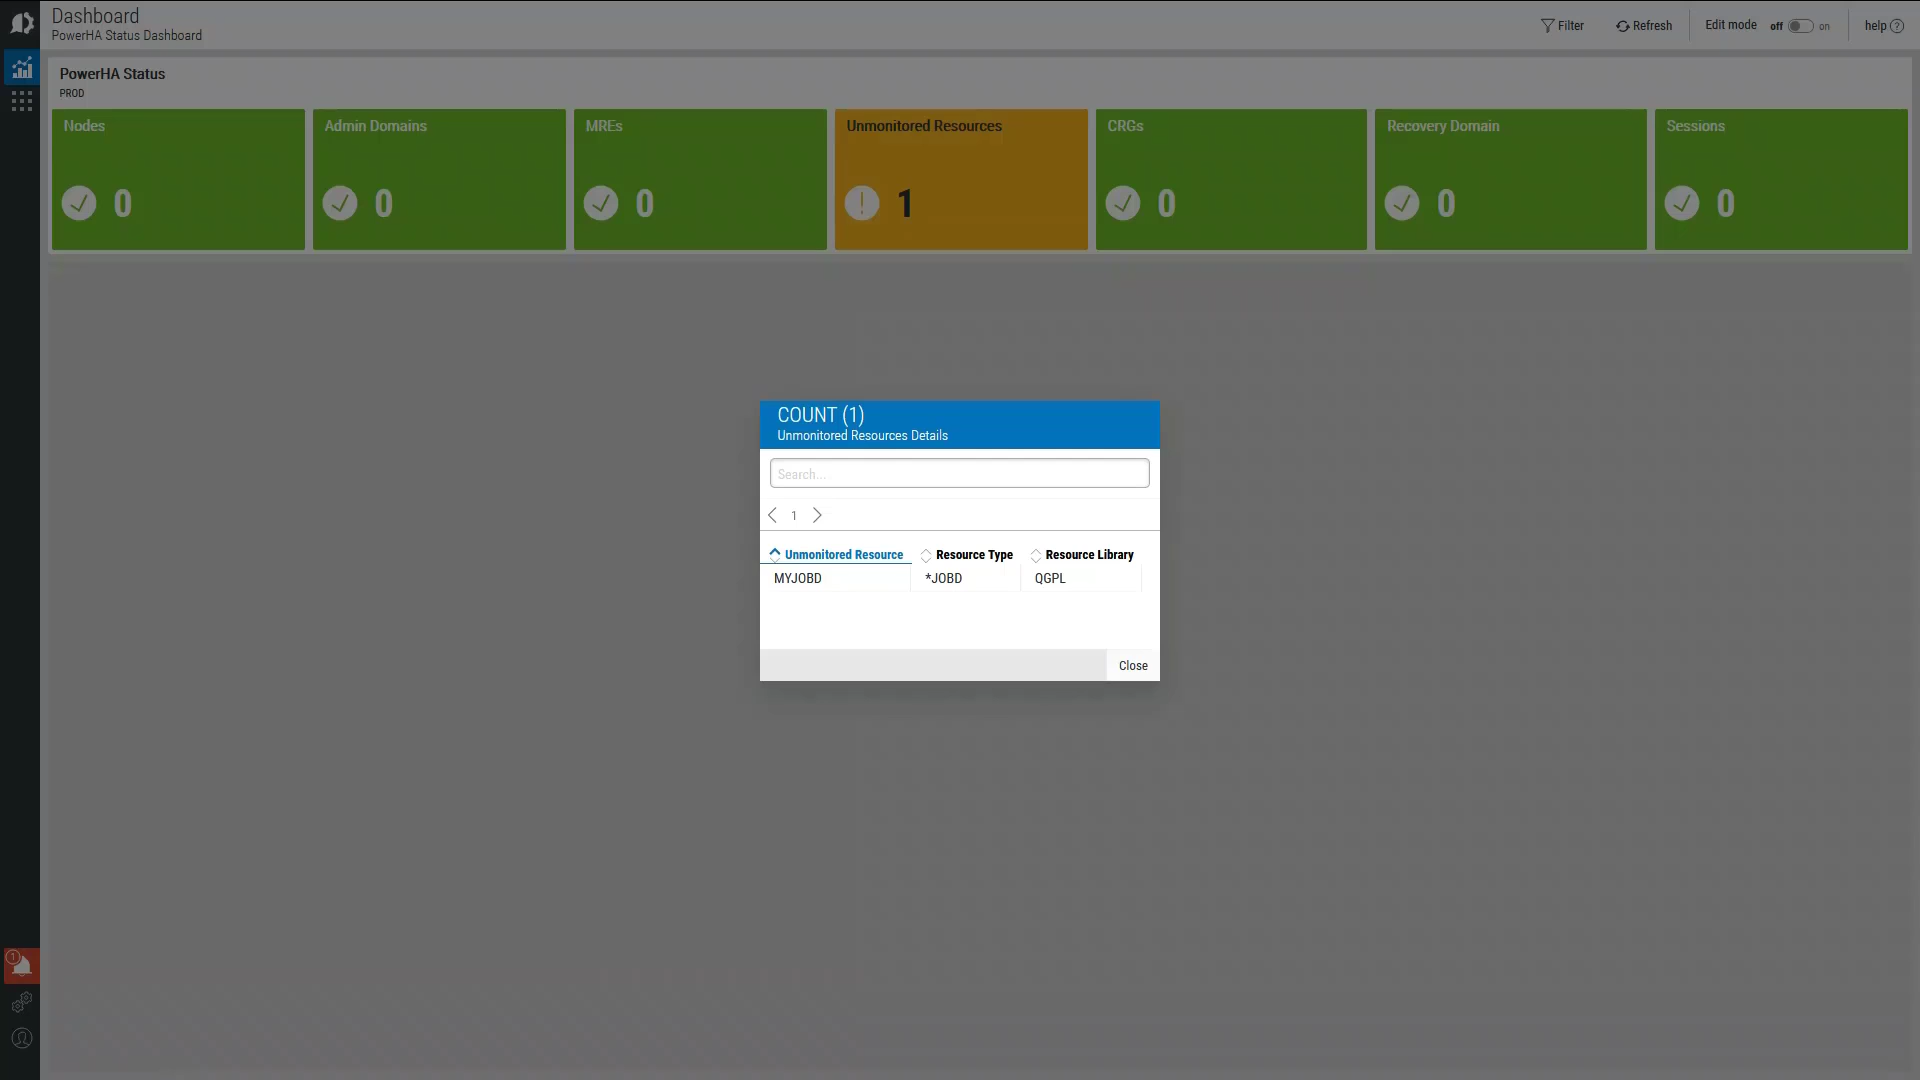 Dashboard
PowerHA Status Dashboard
Filter
Refresh
Edit mode off on
help ?
PowerHA Status
PROD
Nodes
0
Admin Domains
0
MREs
0
Unmonitored Resources
! 1
CRGs
0
Recovery Domain
0
Sessions
0
COUNT (1)
Unmonitored Resources Details
Search...
1
Unmonitored Resource Resource Type Resource Library
MYJOBD *JOBD QGPL
Close
1